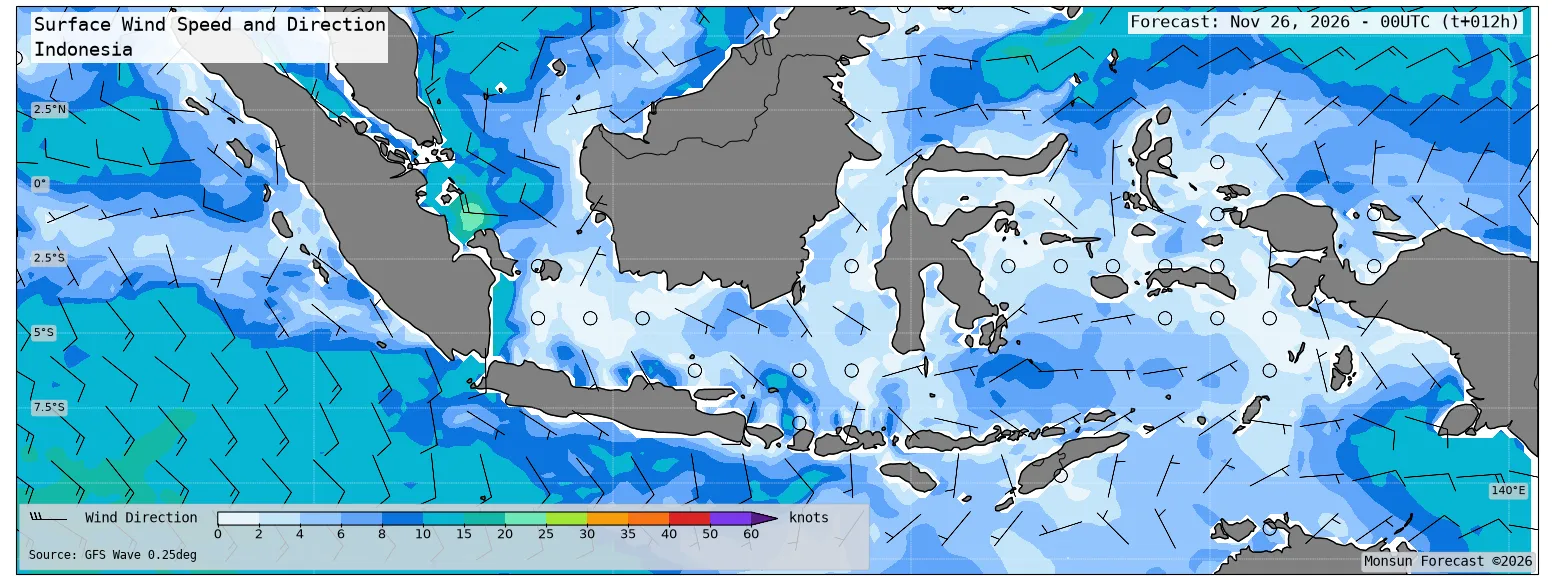 Surface Wind Speed and Direction
Indonesia
Forecast: Nov 26, 2026 - 00UTC (t+012h)
2.5°N
0°
2.5°S
5°S
7.5°S
140°E
Wind Direction
0 2 4 6 8 10 15 20 25 30 35 40 50 60
knots
Source: GFS Wave 0.25deg
Monsun Forecast ©2026